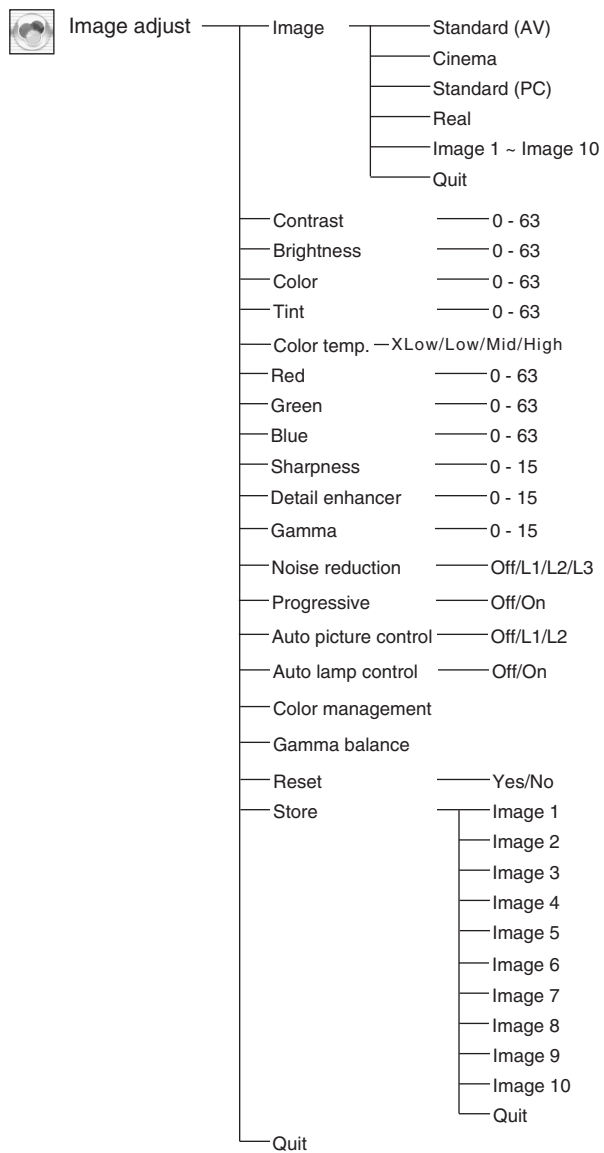 Image adjust Image Standard (AV)
Cinema
Standard (PC)
Real
Image 1 ~ Image 10
Quit
Contrast 0 - 63
Brightness 0 - 63
Color 0 - 63
Tint 0 - 63
Color temp. XLow/Low/Mid/High
Red 0 - 63
Green 0 - 63
Blue 0 - 63
Sharpness 0 - 15
Detail enhancer 0 - 15
Gamma 0 - 15
Noise reduction Off/L1/L2/L3
Progressive Off/On
Auto picture control Off/L1/L2
Auto lamp control Off/On
Color management
Gamma balance
Reset Yes/No
Store Image 1
Image 2
Image 3
Image 4
Image 5
Image 6
Image 7
Image 8
Image 9
Image 10
Quit
Quit